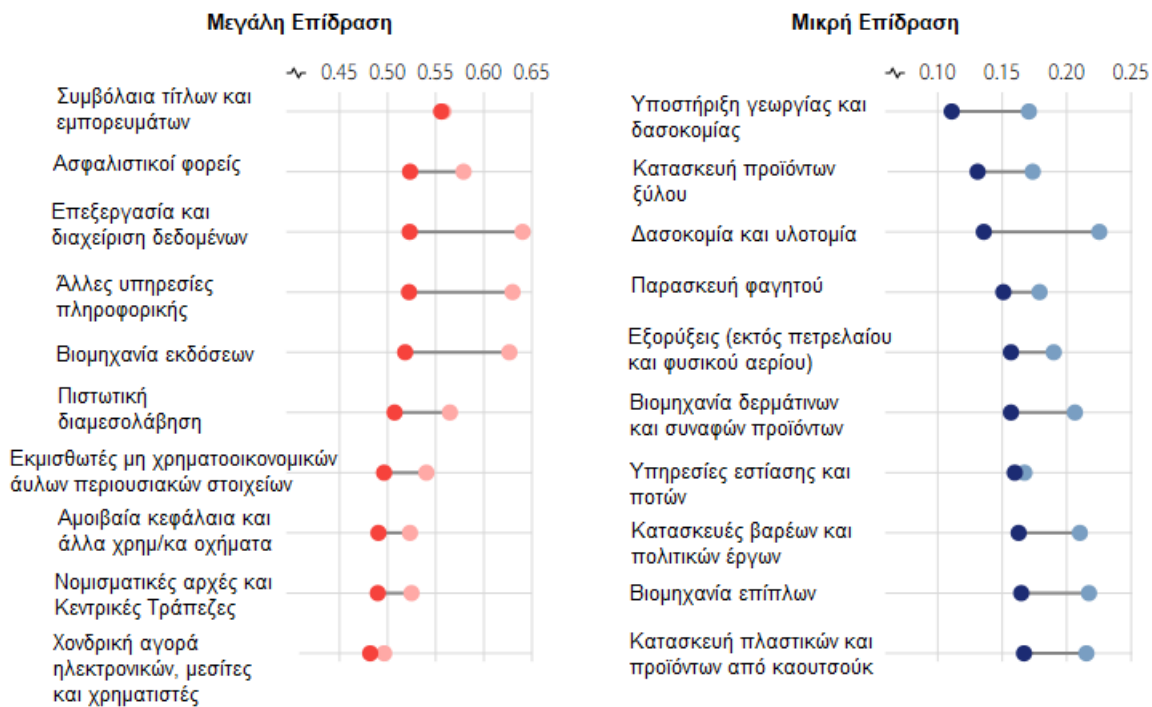 Μεγάλη Επίδραση
0.45 0.50 0.55 0.60 0.65
Συμβόλαια τίτλων και
εμπορευμάτων
Ασφαλιστικοί φορείς
Επεξεργασία και
διαχείριση δεδομένων
Άλλες υπηρεσίες
πληροφορικής
Βιομηχανία εκδόσεων
Πιστωτική
διαμεσολάβηση
Εκμισθωτές μη χρηματοοικονομικών
άυλων περιουσιακών στοιχείων
Αμοιβαία κεφάλαια και
άλλα χρημ/κα οχήματα
Νομισματικές αρχές και
Κεντρικές Τράπεζες
Χονδρική αγορά
ηλεκτρονικών, μεσίτες
και χρηματιστές
Μικρή Επίδραση
0.10 0.15 0.20 0.25
Υποστήριξη γεωργίας και
δασοκομίας
Κατασκευή προϊόντων
ξύλου
Δασοκομία και υλοτομία
Παρασκευή φαγητού
Εξορύξεις (εκτός πετρελαίου
και φυσικού αερίου)
Βιομηχανία δερμάτινων
και συναφών προϊόντων
Υπηρεσίες εστίασης και
ποτών
Κατασκευές βαρέων και
πολιτικών έργων
Βιομηχανία επίπλων
Κατασκευή πλαστικών και
προϊόντων από καουτσούκ